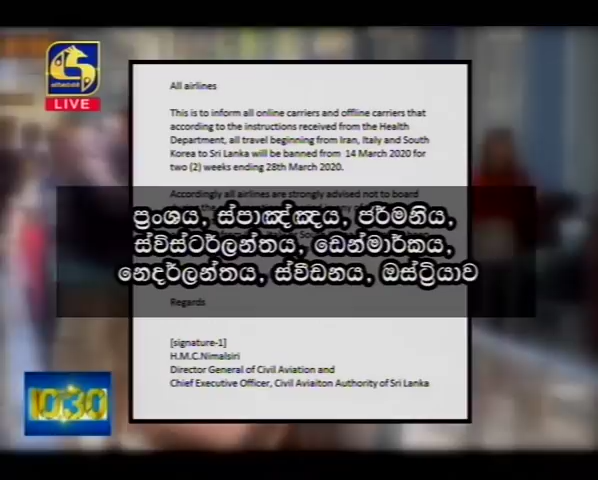 LIVE
All airlines
This is to inform all online carriers and offline carriers that
according to the instructions received from the Health
Department, all travel beginning from Iran, Italy and South
Korea to Sri Lanka will be banned from 14 March 2020 for
two (2) weeks ending 28th March 2020.
Accordingly all airlines are strongly advised not to board
ප්‍රංශය, ස්පාඤ්ඤය, ජර්මනිය,
ස්විස්ටර්ලන්තය, ඩෙන්මාර්කය,
නෙදර්ලන්තය, ස්වීඩනය, ඔස්ට්‍රියාව
Regards
[signature-1]
H.M.C.Nimalsiri
Director General of Civil Aviation and
Chief Executive Officer, Civil Aviaiton Authority of Sri Lanka
1030